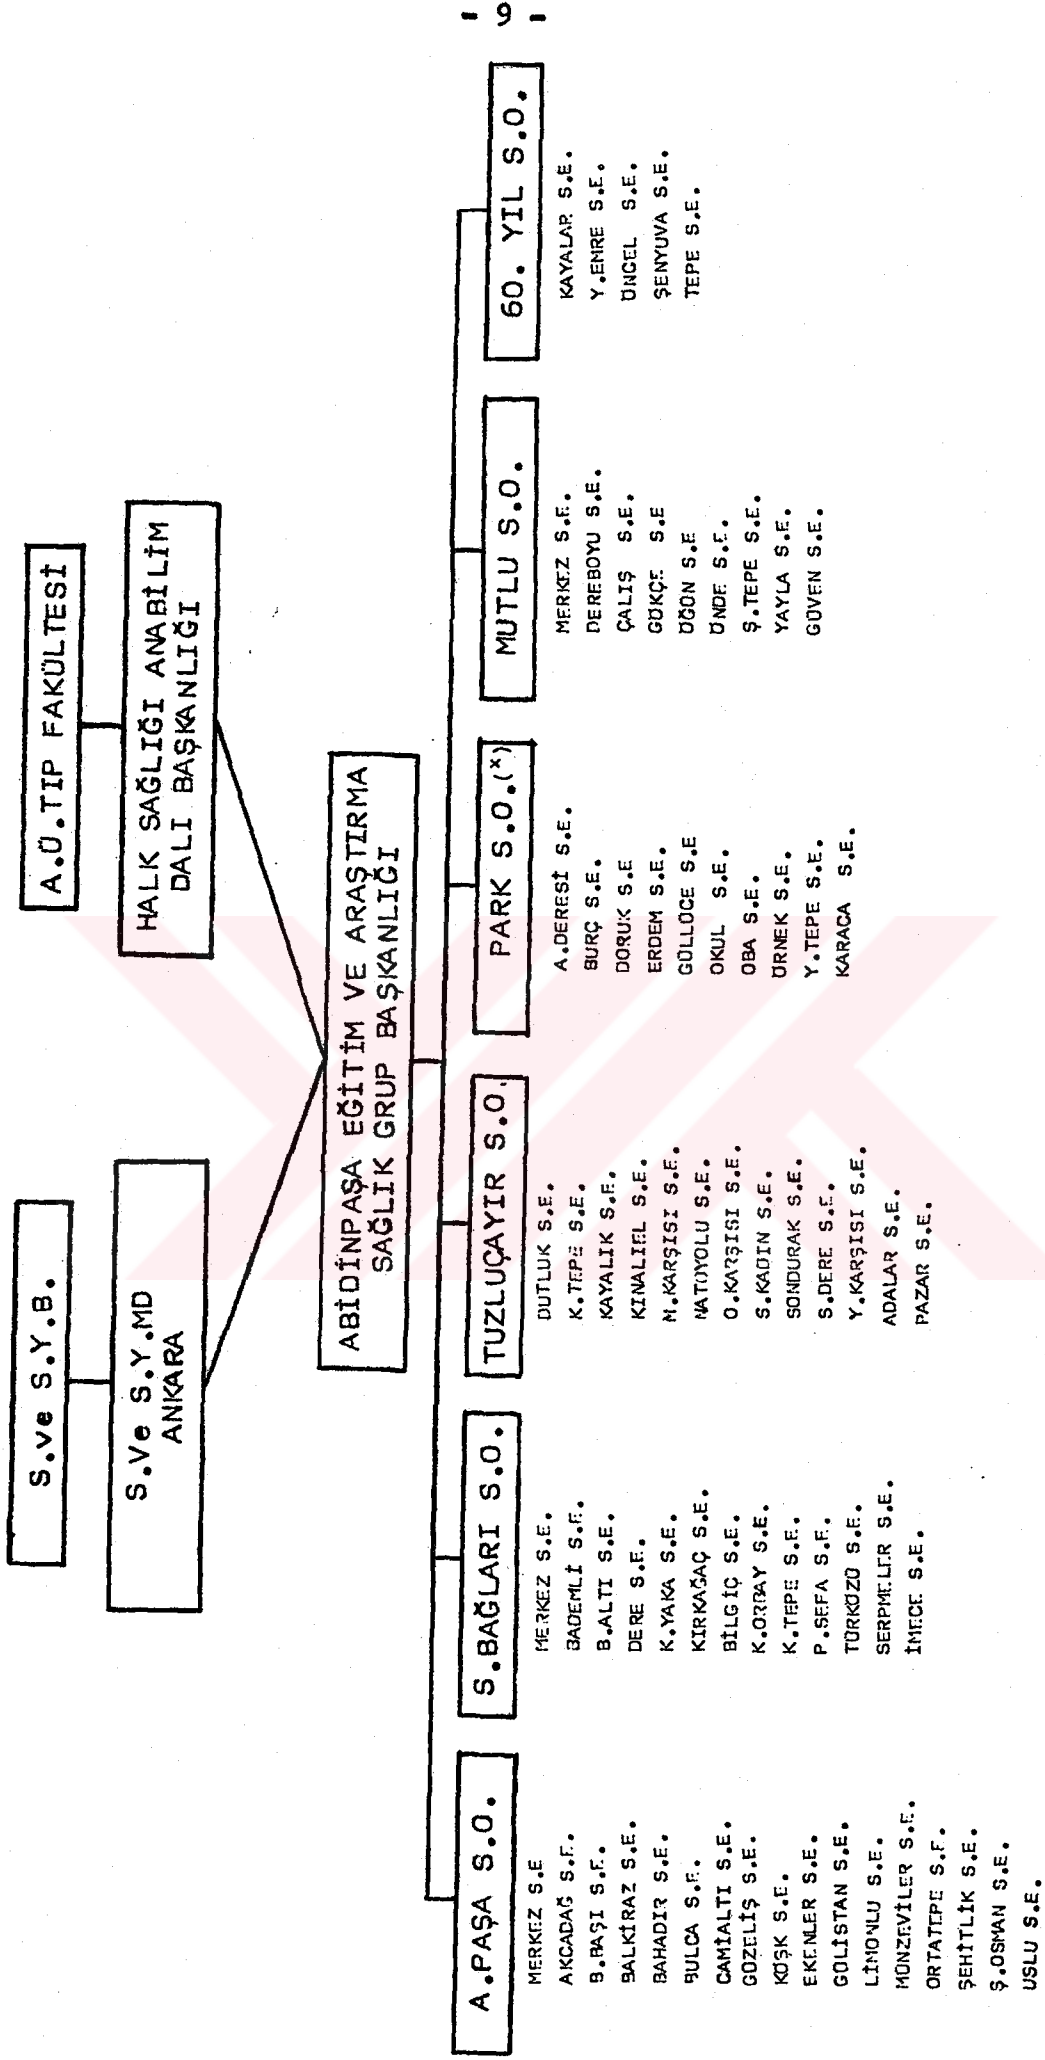 - 9 -
S.ve S.Y.B.
A.Ü.TIP FAKÜLTESİ
S.Ve S.Y.MD
ANKARA
HALK SAĞLIĞI ANABİLİM
DALI BAŞKANLIĞI
ABİDİNPAŞA EĞİTİM VE ARAŞTIRMA
SAĞLIK GRUP BAŞKANLIĞI
A.PAŞA S.O.
MERKEZ S.E
AKCADAĞ S.E.
B.BAŞI S.E.
BALKİRAZ S.E.
BAHADIR S.E.
BULCA S.E.
CAMİALTI S.E.
GÜZELİŞ S.E.
KÖŞK S.E.
EKENLER S.E.
GÜLİSTAN S.E.
LİMONLU S.E.
MÜNZEVİLER S.E.
ORTATEPE S.E.
ŞEHİTLİK S.E.
Ş.OSMAN S.E.
USLU S.E.
S.BAĞLARI S.O.
MERKEZ S.E.
BADEMLİ S.E.
B.ALTI S.E.
DERE S.E.
K.YAKA S.E.
KIRKAĞAÇ S.E.
BİLGİÇ S.E.
K.ORBAY S.E.
K.TEPE S.E.
P.SEFA S.E.
TÜRKÖZÜ S.E.
SERPMELER S.E.
İMECE S.E.
TUZLUÇAYIR S.O.
DUTLUK S.E.
K.TEPE S.E.
KAYALIK S.E.
KINALIEL S.E.
M.KARŞISI S.E.
NATOYOLU S.E.
O.KARŞISI S.E.
S.KADIN S.E.
SONDURAK S.E.
S.DERE S.E.
Y.KARŞISI S.E.
ADALAR S.E.
PAZAR S.E.
PARK S.O.(x)
A.DERESİ S.E.
BURÇ S.E.
DORUK S.E
ERDEM S.E.
GÜLLÜCE S.E
OKUL S.E.
OBA S.E.
ÖRNEK S.E.
Y.TEPE S.E.
KARACA S.E.
MUTLU S.O.
MERKEZ S.E.
DEREBOYU S.E.
ÇALIŞ S.E.
GÖKÇE S.E
ÖĞÜN S.E
ÖNDE S.E.
Ş.TEPE S.E.
YAYLA S.E.
GÜVEN S.E.
60. YIL S.O.
KAYALAR S.E.
Y.EMRE S.E.
ÖNGEL S.E.
ŞENYUVA S.E.
TEPE S.E.